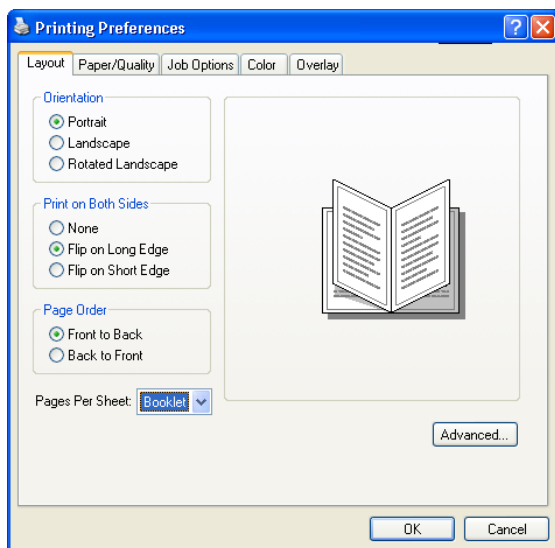 Printing Preferences
Layout Paper/Quality Job Options Color Overlay
Orientation
Portrait
Landscape
Rotated Landscape
Print on Both Sides
None
Flip on Long Edge
Flip on Short Edge
Page Order
Front to Back
Back to Front
Pages Per Sheet: Booklet
Advanced...
OK Cancel